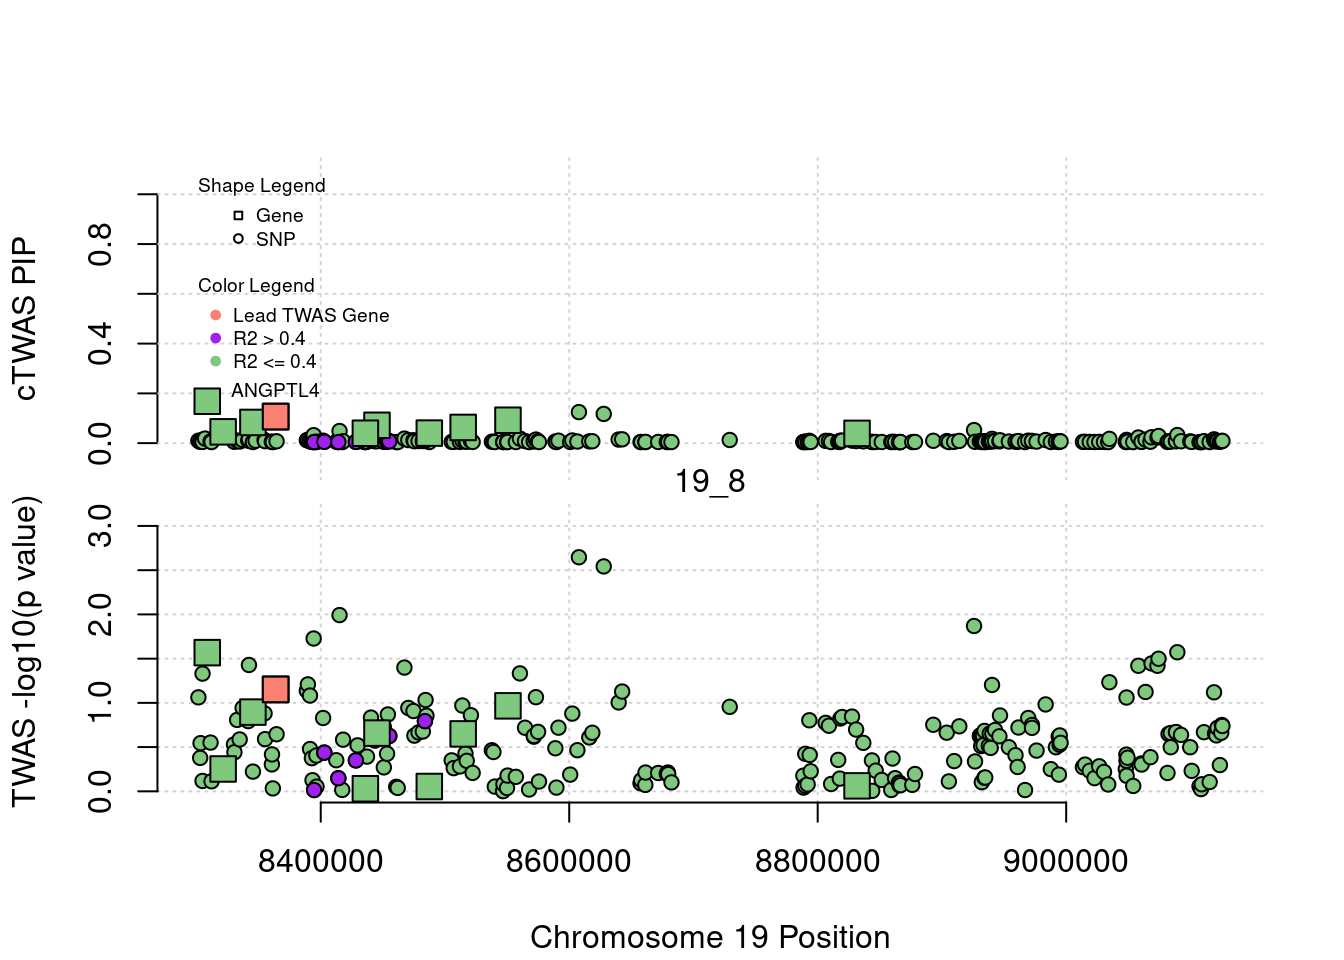 Shape Legend
Gene
SNP
Color Legend
Lead TWAS Gene
R2 > 0.4
R2 <= 0.4
ANGPTL4
cTWAS PIP
0.8
0.4
0.0
19_8
TWAS -log10(p value)
3.0
2.0
1.0
0.0
8400000 8600000 8800000 9000000
Chromosome 19 Position